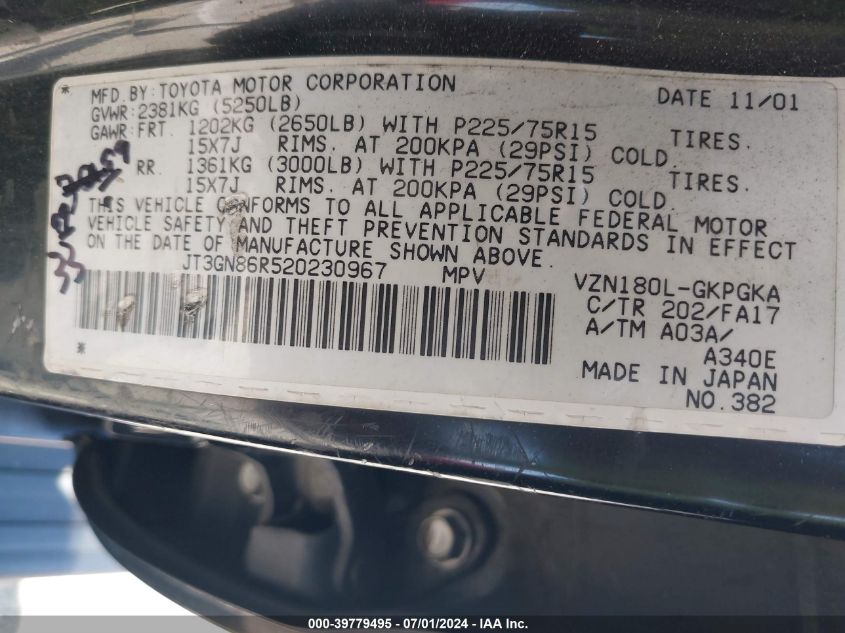 MFD.BY:TOYOTA MOTOR CORPORATION DATE 11/01
GVWR:2381KG (5250LB)
GAWR:FRT. 1202KG (2650LB) WITH P225/75R15 TIRES.
15X7J RIMS. AT 200KPA (29PSI) COLD.
RR. 1361KG (3000LB) WITH P225/75R15 TIRES.
15X7J RIMS. AT 200KPA (29PSI) COLD.
THIS VEHICLE CONFORMS TO ALL APPLICABLE FEDERAL MOTOR
VEHICLE SAFETY AND THEFT PREVENTION STANDARDS IN EFFECT
ON THE DATE OF MANUFACTURE SHOWN ABOVE.
JT3GN86R520230967 MPV VZN180L-GKPGKA
C/TR 202/FA17
A/TM A03A/
A340E
MADE IN JAPAN
NO.382
000-39779495 - 07/01/2024 - IAA Inc.